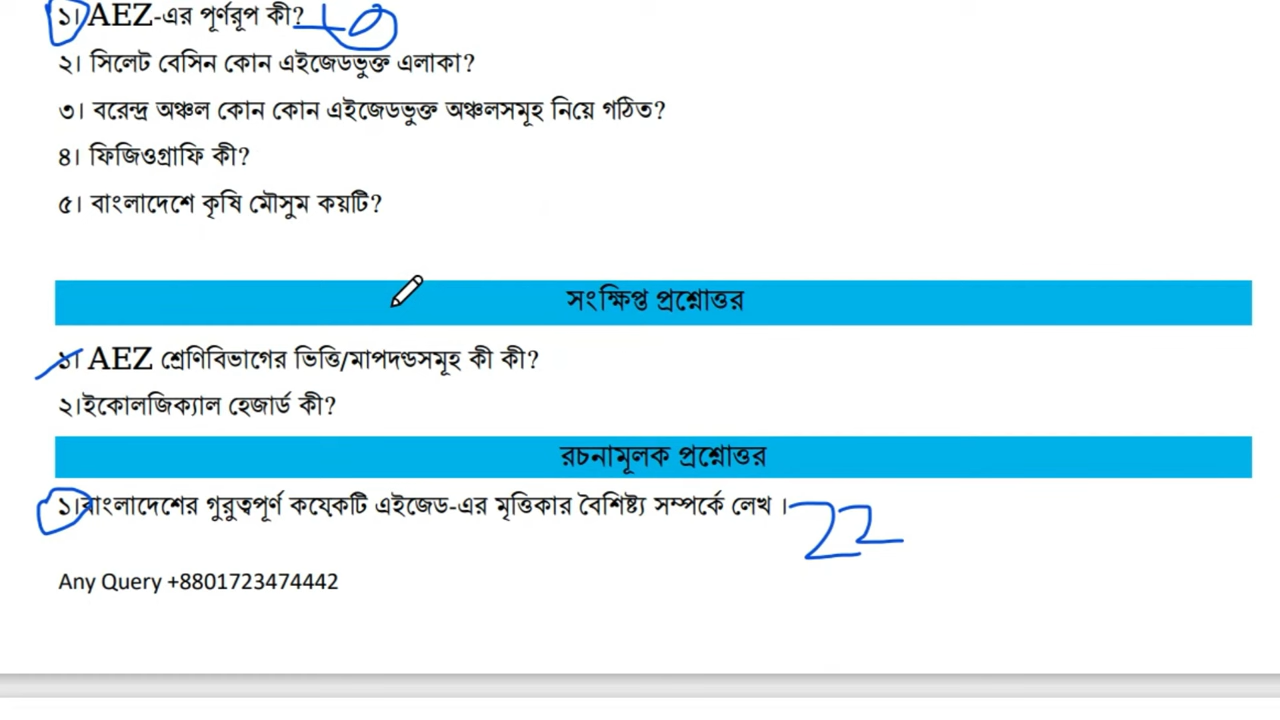 ১। AEZ-এর পূর্ণরূপ কী?
২। সিলেট বেসিন কোন এইজেডভুক্ত এলাকা?
৩। বরেন্দ্র অঞ্চল কোন কোন এইজেডভুক্ত অঞ্চলসমূহ নিয়ে গঠিত?
৪। ফিজিওগ্রাফি কী?
৫। বাংলাদেশে কৃষি মৌসুম কয়টি?
সংক্ষিপ্ত প্রশ্নোত্তর
১। AEZ শ্রেণিবিভাগের ভিত্তি/মাপদন্ডসমূহ কী কী?
২।ইকোলজিক্যাল হেজার্ড কী?
রচনামূলক প্রশ্নোত্তর
১।বাংলাদেশের গুরুত্বপূর্ণ কযেকটি এইজেড-এর মৃত্তিকার বৈশিষ্ট্য সম্পর্কে লেখ। 22
Any Query +8801723474442